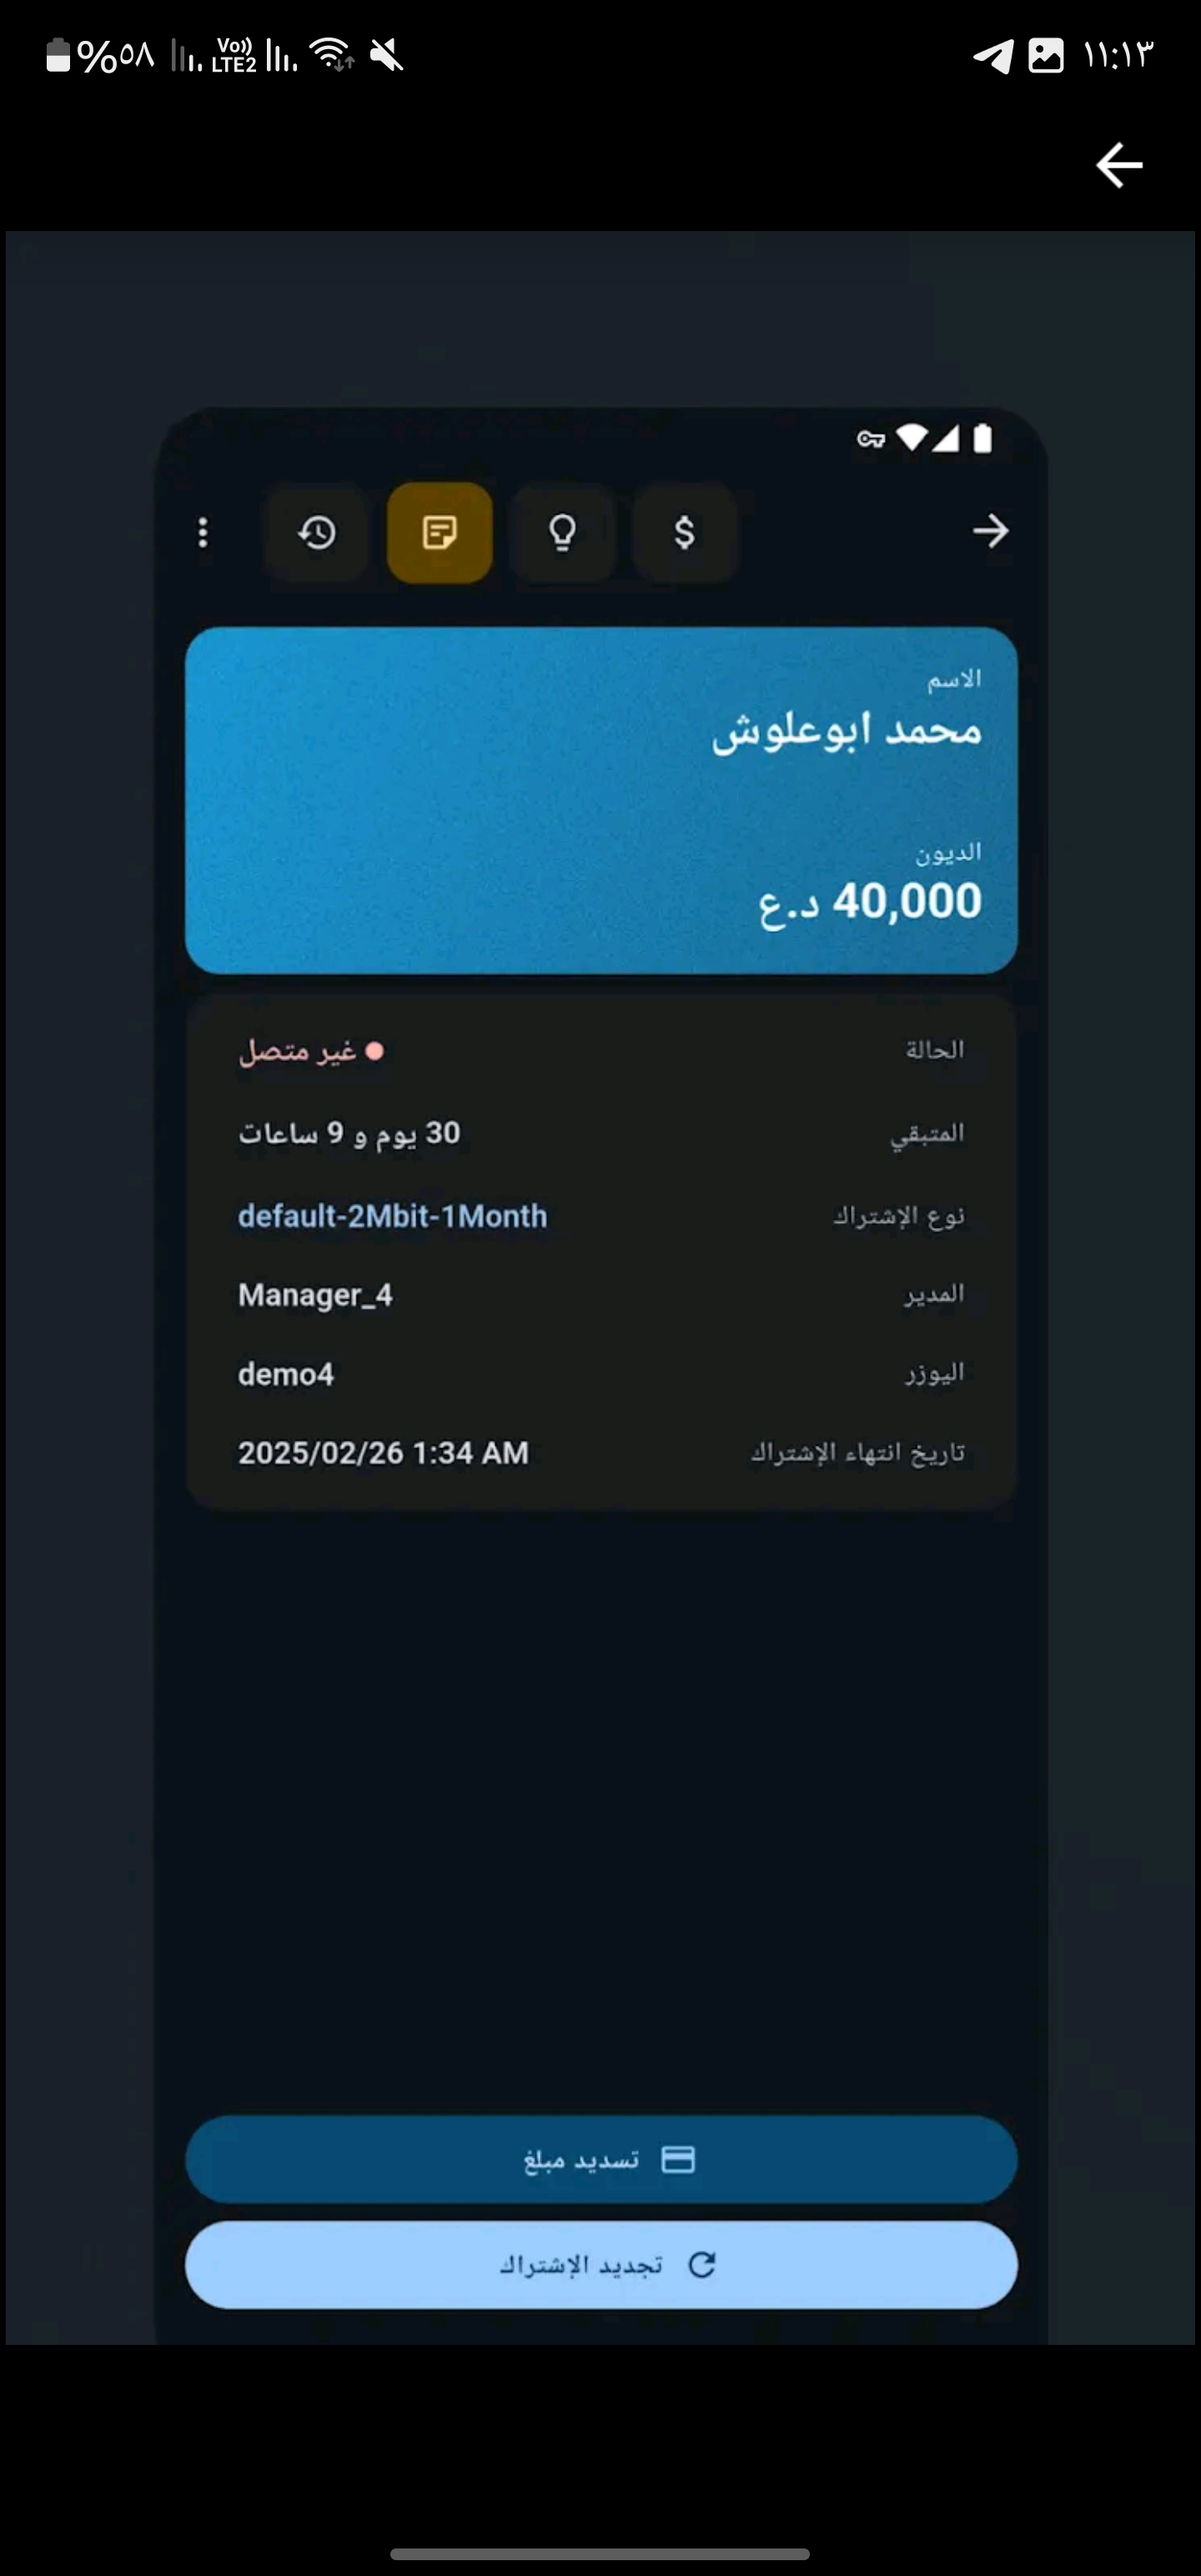 ١١:١٣
%٥٨
Vo))
LTE2
$
الاسم
محمد ابوعلوش
الديون
40,000 د.ع
الحالة
غير متصل
المتبقي
30 يوم و 9 ساعات
نوع الإشتراك
default-2Mbit-1Month
المدير
Manager_4
اليوزر
demo4
تاريخ انتهاء الإشتراك
2025/02/26 1:34 AM
تسديد مبلغ
تجديد الإشتراك